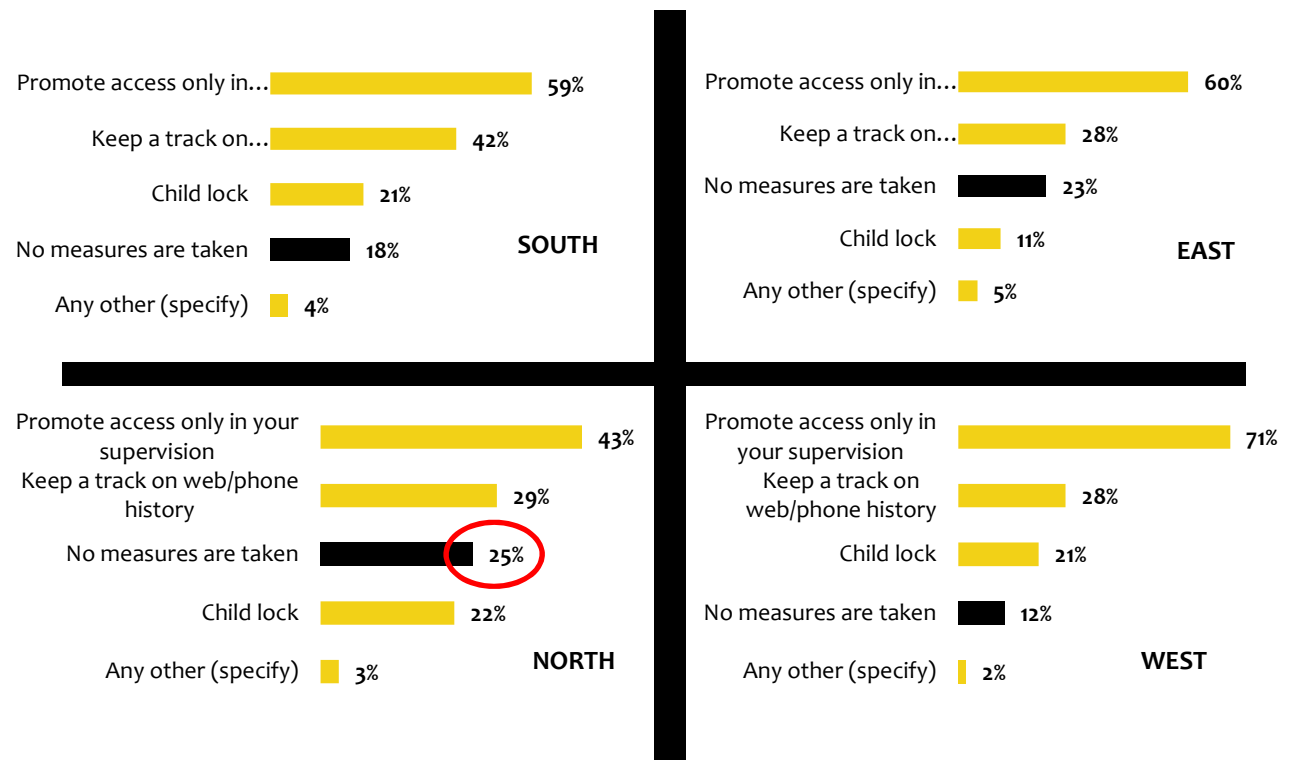 Promote access only in... 59%
Keep a track on... 42%
Child lock 21%
No measures are taken 18%
Any other (specify) 4%
SOUTH
Promote access only in... 60%
Keep a track on... 28%
No measures are taken 23%
Child lock 11%
Any other (specify) 5%
EAST
Promote access only in your
supervision 43%
Keep a track on web/phone
history 29%
No measures are taken 25%
Child lock 22%
Any other (specify) 3%
NORTH
Promote access only in
your supervision 71%
Keep a track on
web/phone history 28%
Child lock 21%
No measures are taken 12%
Any other (specify) 2%
WEST